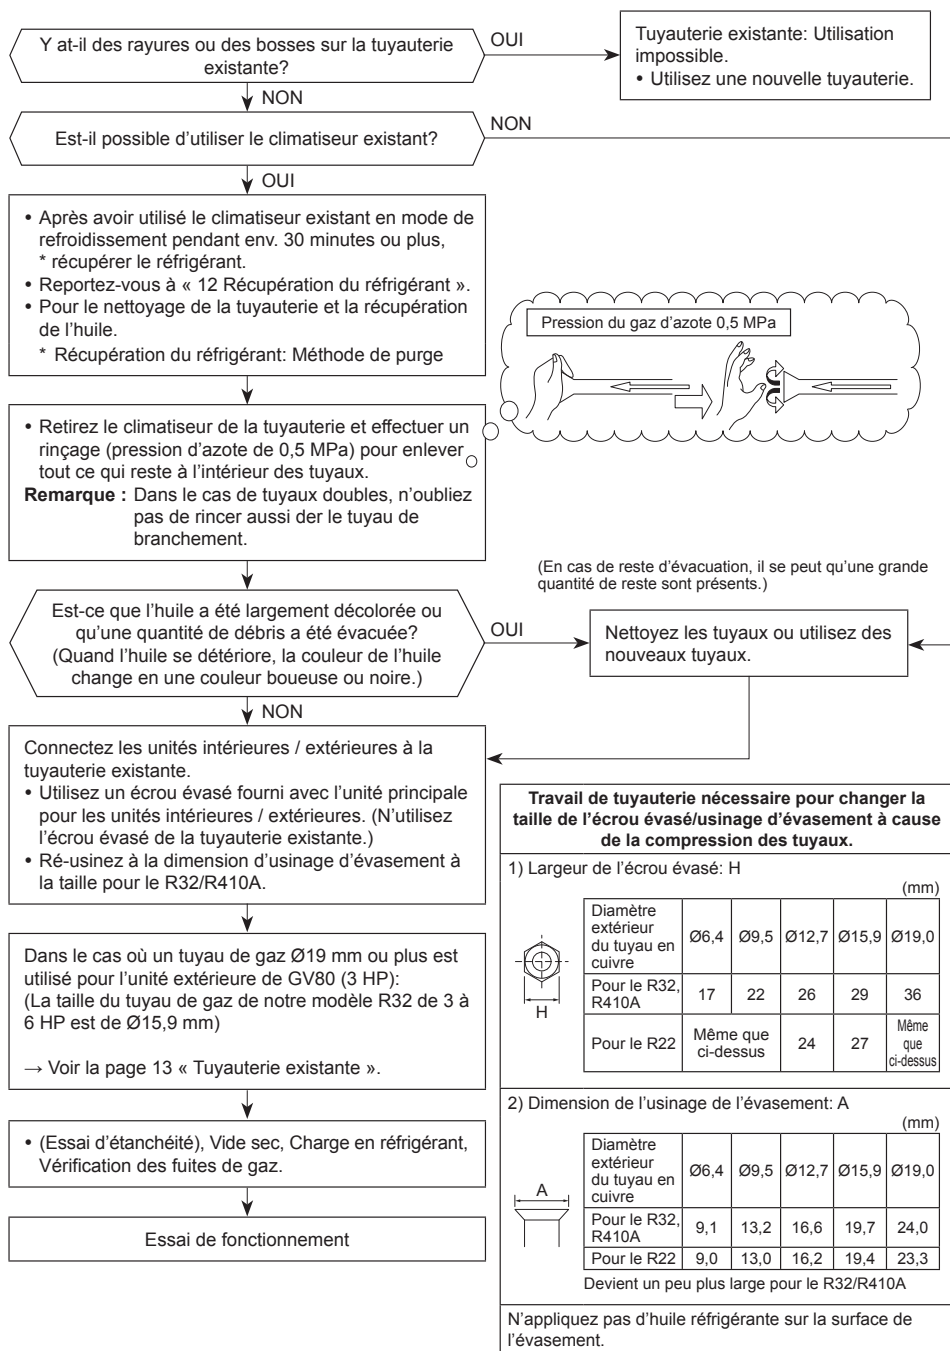 Y at-il des rayures ou des bosses sur la tuyauterie
existante?
OUI
Tuyauterie existante: Utilisation
impossible.
• Utilisez une nouvelle tuyauterie.
NON
Est-il possible d'utiliser le climatiseur existant?
NON
OUI
• Après avoir utilisé le climatiseur existant en mode de
refroidissement pendant env. 30 minutes ou plus,
* récupérer le réfrigérant.
• Reportez-vous à « 12 Récupération du réfrigérant ».
• Pour le nettoyage de la tuyauterie et la récupération
de l'huile.
* Récupération du réfrigérant: Méthode de purge
Pression du gaz d'azote 0,5 MPa
• Retirez le climatiseur de la tuyauterie et effectuer un
rinçage (pression d'azote de 0,5 MPa) pour enlever
tout ce qui reste à l'intérieur des tuyaux.
Remarque : Dans le cas de tuyaux doubles, n'oubliez
pas de rincer aussi der le tuyau de
branchement.
(En cas de reste d'évacuation, il se peut qu'une grande
quantité de reste sont présents.)
Est-ce que l'huile a été largement décolorée ou
qu'une quantité de débris a été évacuée?
(Quand l'huile se détériore, la couleur de l'huile
change en une couleur boueuse ou noire.)
OUI
Nettoyez les tuyaux ou utilisez des
nouveaux tuyaux.
NON
Connectez les unités intérieures / extérieures à la
tuyauterie existante.
• Utilisez un écrou évasé fourni avec l'unité principale
pour les unités intérieures / extérieures. (N'utilisez
l'écrou évasé de la tuyauterie existante.)
• Ré-usinez à la dimension d'usinage d'évasement à
la taille pour le R32/R410A.
Dans le cas où un tuyau de gaz Ø19 mm ou plus est
utilisé pour l'unité extérieure de GV80 (3 HP):
(La taille du tuyau de gaz de notre modèle R32 de 3 à
6 HP est de Ø15,9 mm)
→ Voir la page 13 « Tuyauterie existante ».
• (Essai d'étanchéité), Vide sec, Charge en réfrigérant,
Vérification des fuites de gaz.
Essai de fonctionnement
Travail de tuyauterie nécessaire pour changer la
taille de l'écrou évasé/usinage d'évasement à cause
de la compression des tuyaux.
1) Largeur de l'écrou évasé: H
(mm)
H
Diamètre
extérieur
du tuyau en
cuivre
Ø6,4 Ø9,5 Ø12,7 Ø15,9 Ø19,0
Pour le R32,
R410A
17 22 26 29 36
Pour le R22
Même que
ci-dessus
24 27
Même
que
ci-dessus
2) Dimension de l'usinage de l'évasement: A
(mm)
A
Diamètre
extérieur
du tuyau en
cuivre
Ø6,4 Ø9,5 Ø12,7 Ø15,9 Ø19,0
Pour le R32,
R410A
9,1 13,2 16,6 19,7 24,0
Pour le R22 9,0 13,0 16,2 19,4 23,3
Devient un peu plus large pour le R32/R410A
N'appliquez pas d'huile réfrigérante sur la surface de
l'évasement.